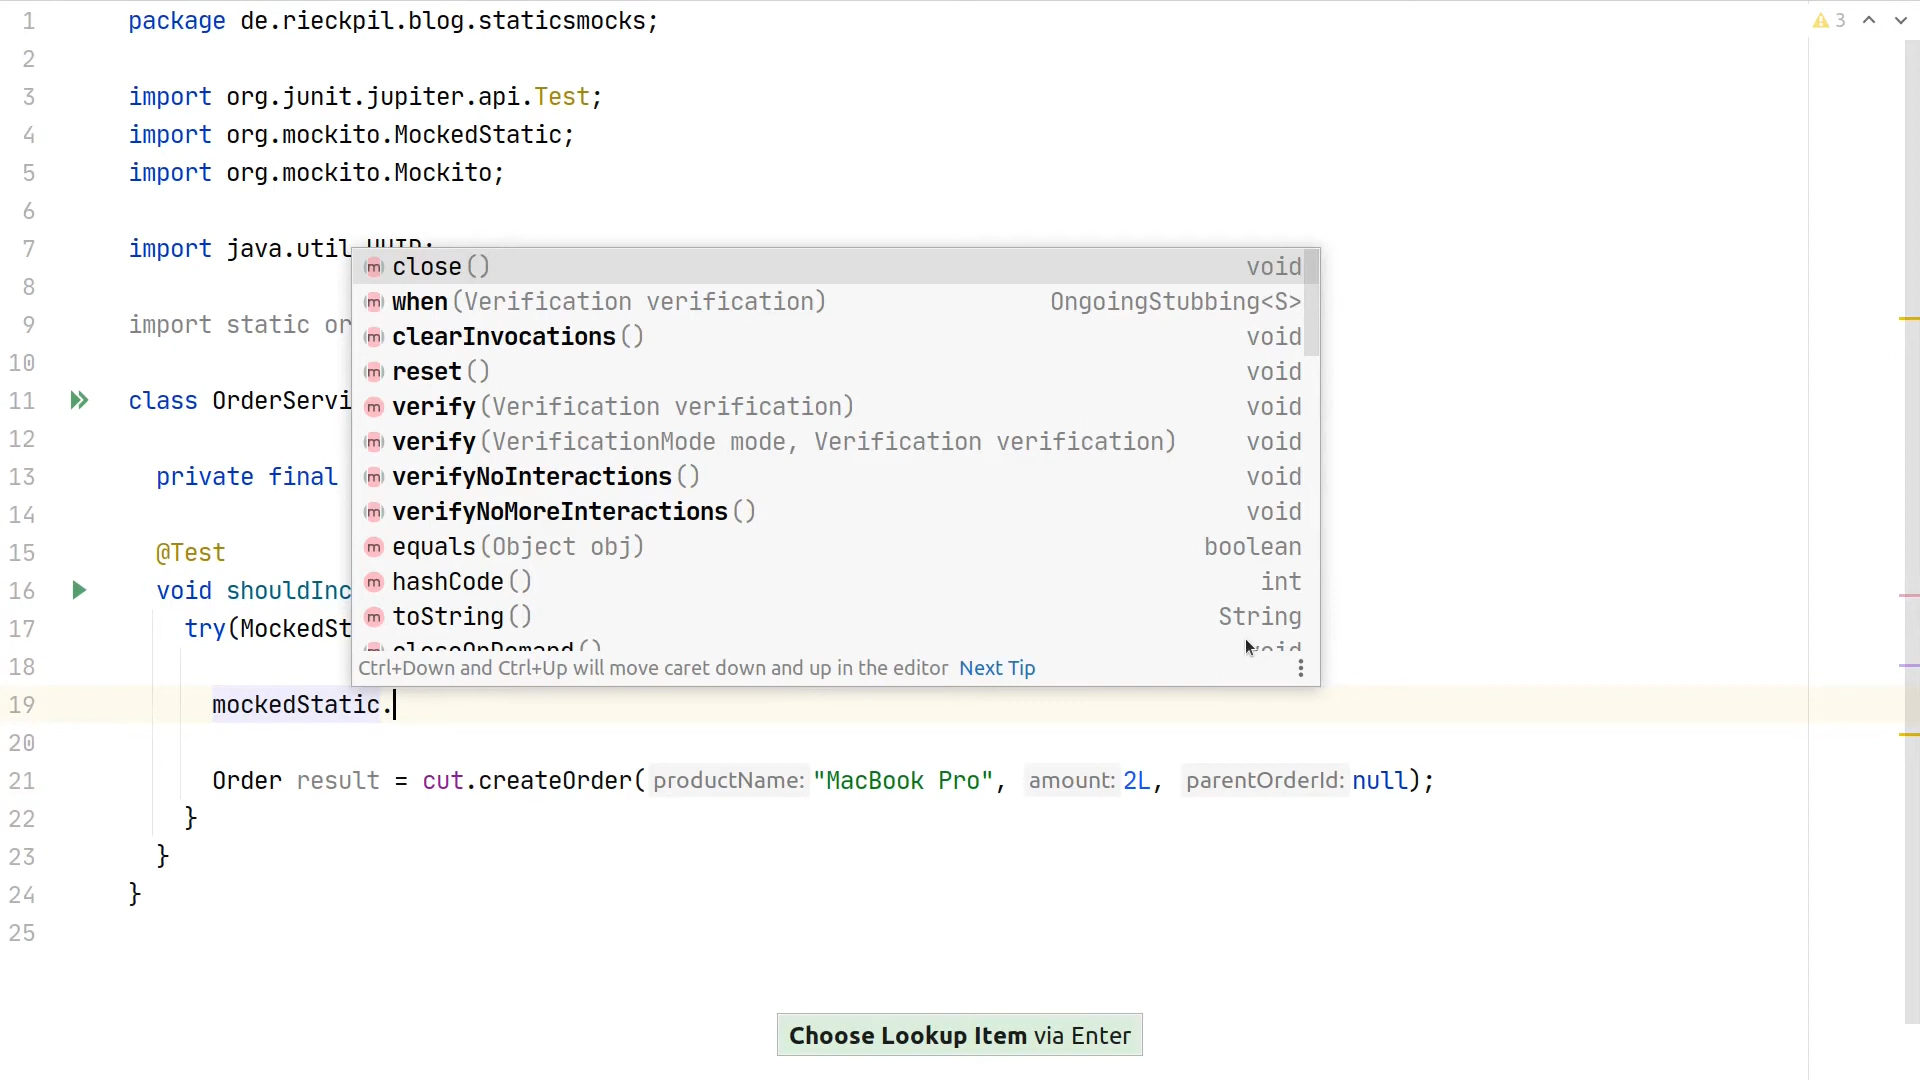 1 package de.rieckpil.blog.staticsmocks;
2
3 import org.junit.jupiter.api.Test;
4 import org.mockito.MockedStatic;
5 import org.mockito.Mockito;
6
7 import java.util.UUID;
8
9 import static or
10
11 class OrderServi
12
13 private final
14
15 @Test
16 void shouldInc
17 try(MockedSt
18
19 mockedStatic.
20
21 Order result = cut.createOrder( productName: "MacBook Pro", amount: 2L, parentOrderId: null);
22 }
23 }
24 }
25
3
close() void
when(Verification verification) OngoingStubbing<S>
clearInvocations() void
reset() void
verify(Verification verification) void
verify(VerificationMode mode, Verification verification) void
verifyNoInteractions() void
verifyNoMoreInteractions() void
equals(Object obj) boolean
hashCode() int
toString() String
closeOnDemand() void
Ctrl+Down and Ctrl+Up will move caret down and up in the editor Next Tip
Choose Lookup Item via Enter